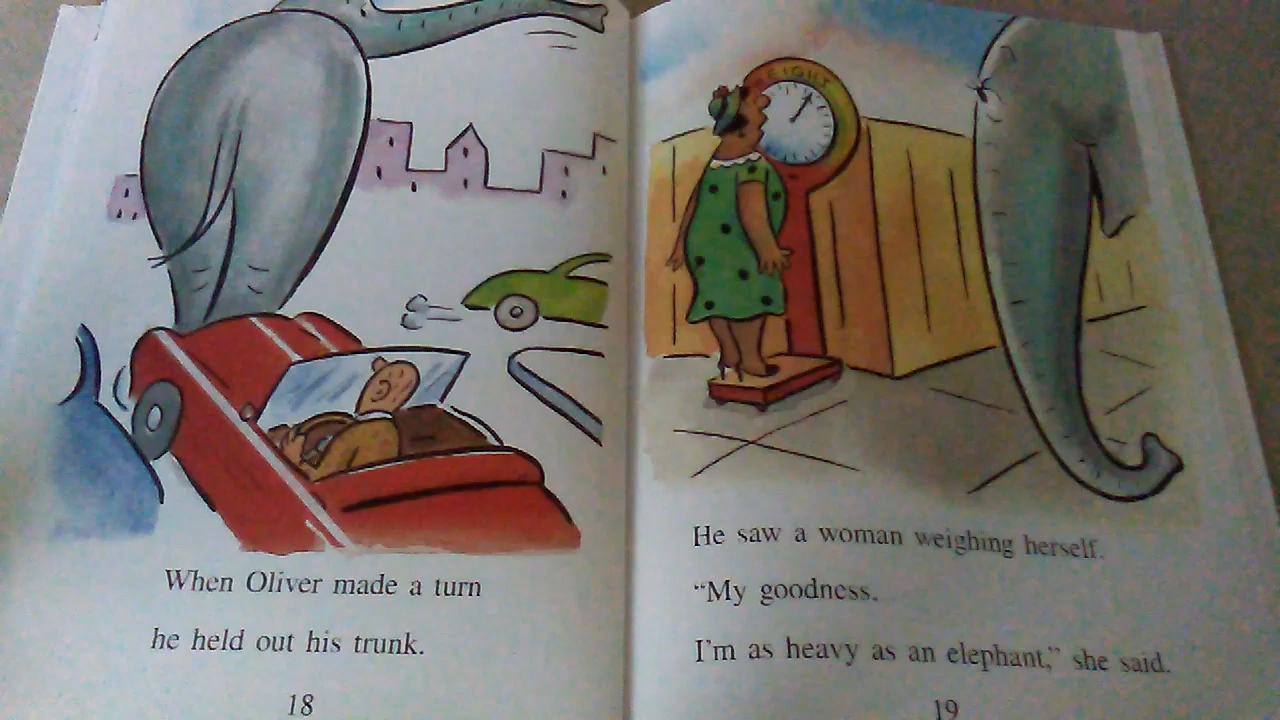 When Oliver made a turn
he held out his trunk.
18
He saw a woman weighing herself.
“My goodness.
I'm as heavy as an elephant,” she said.
19